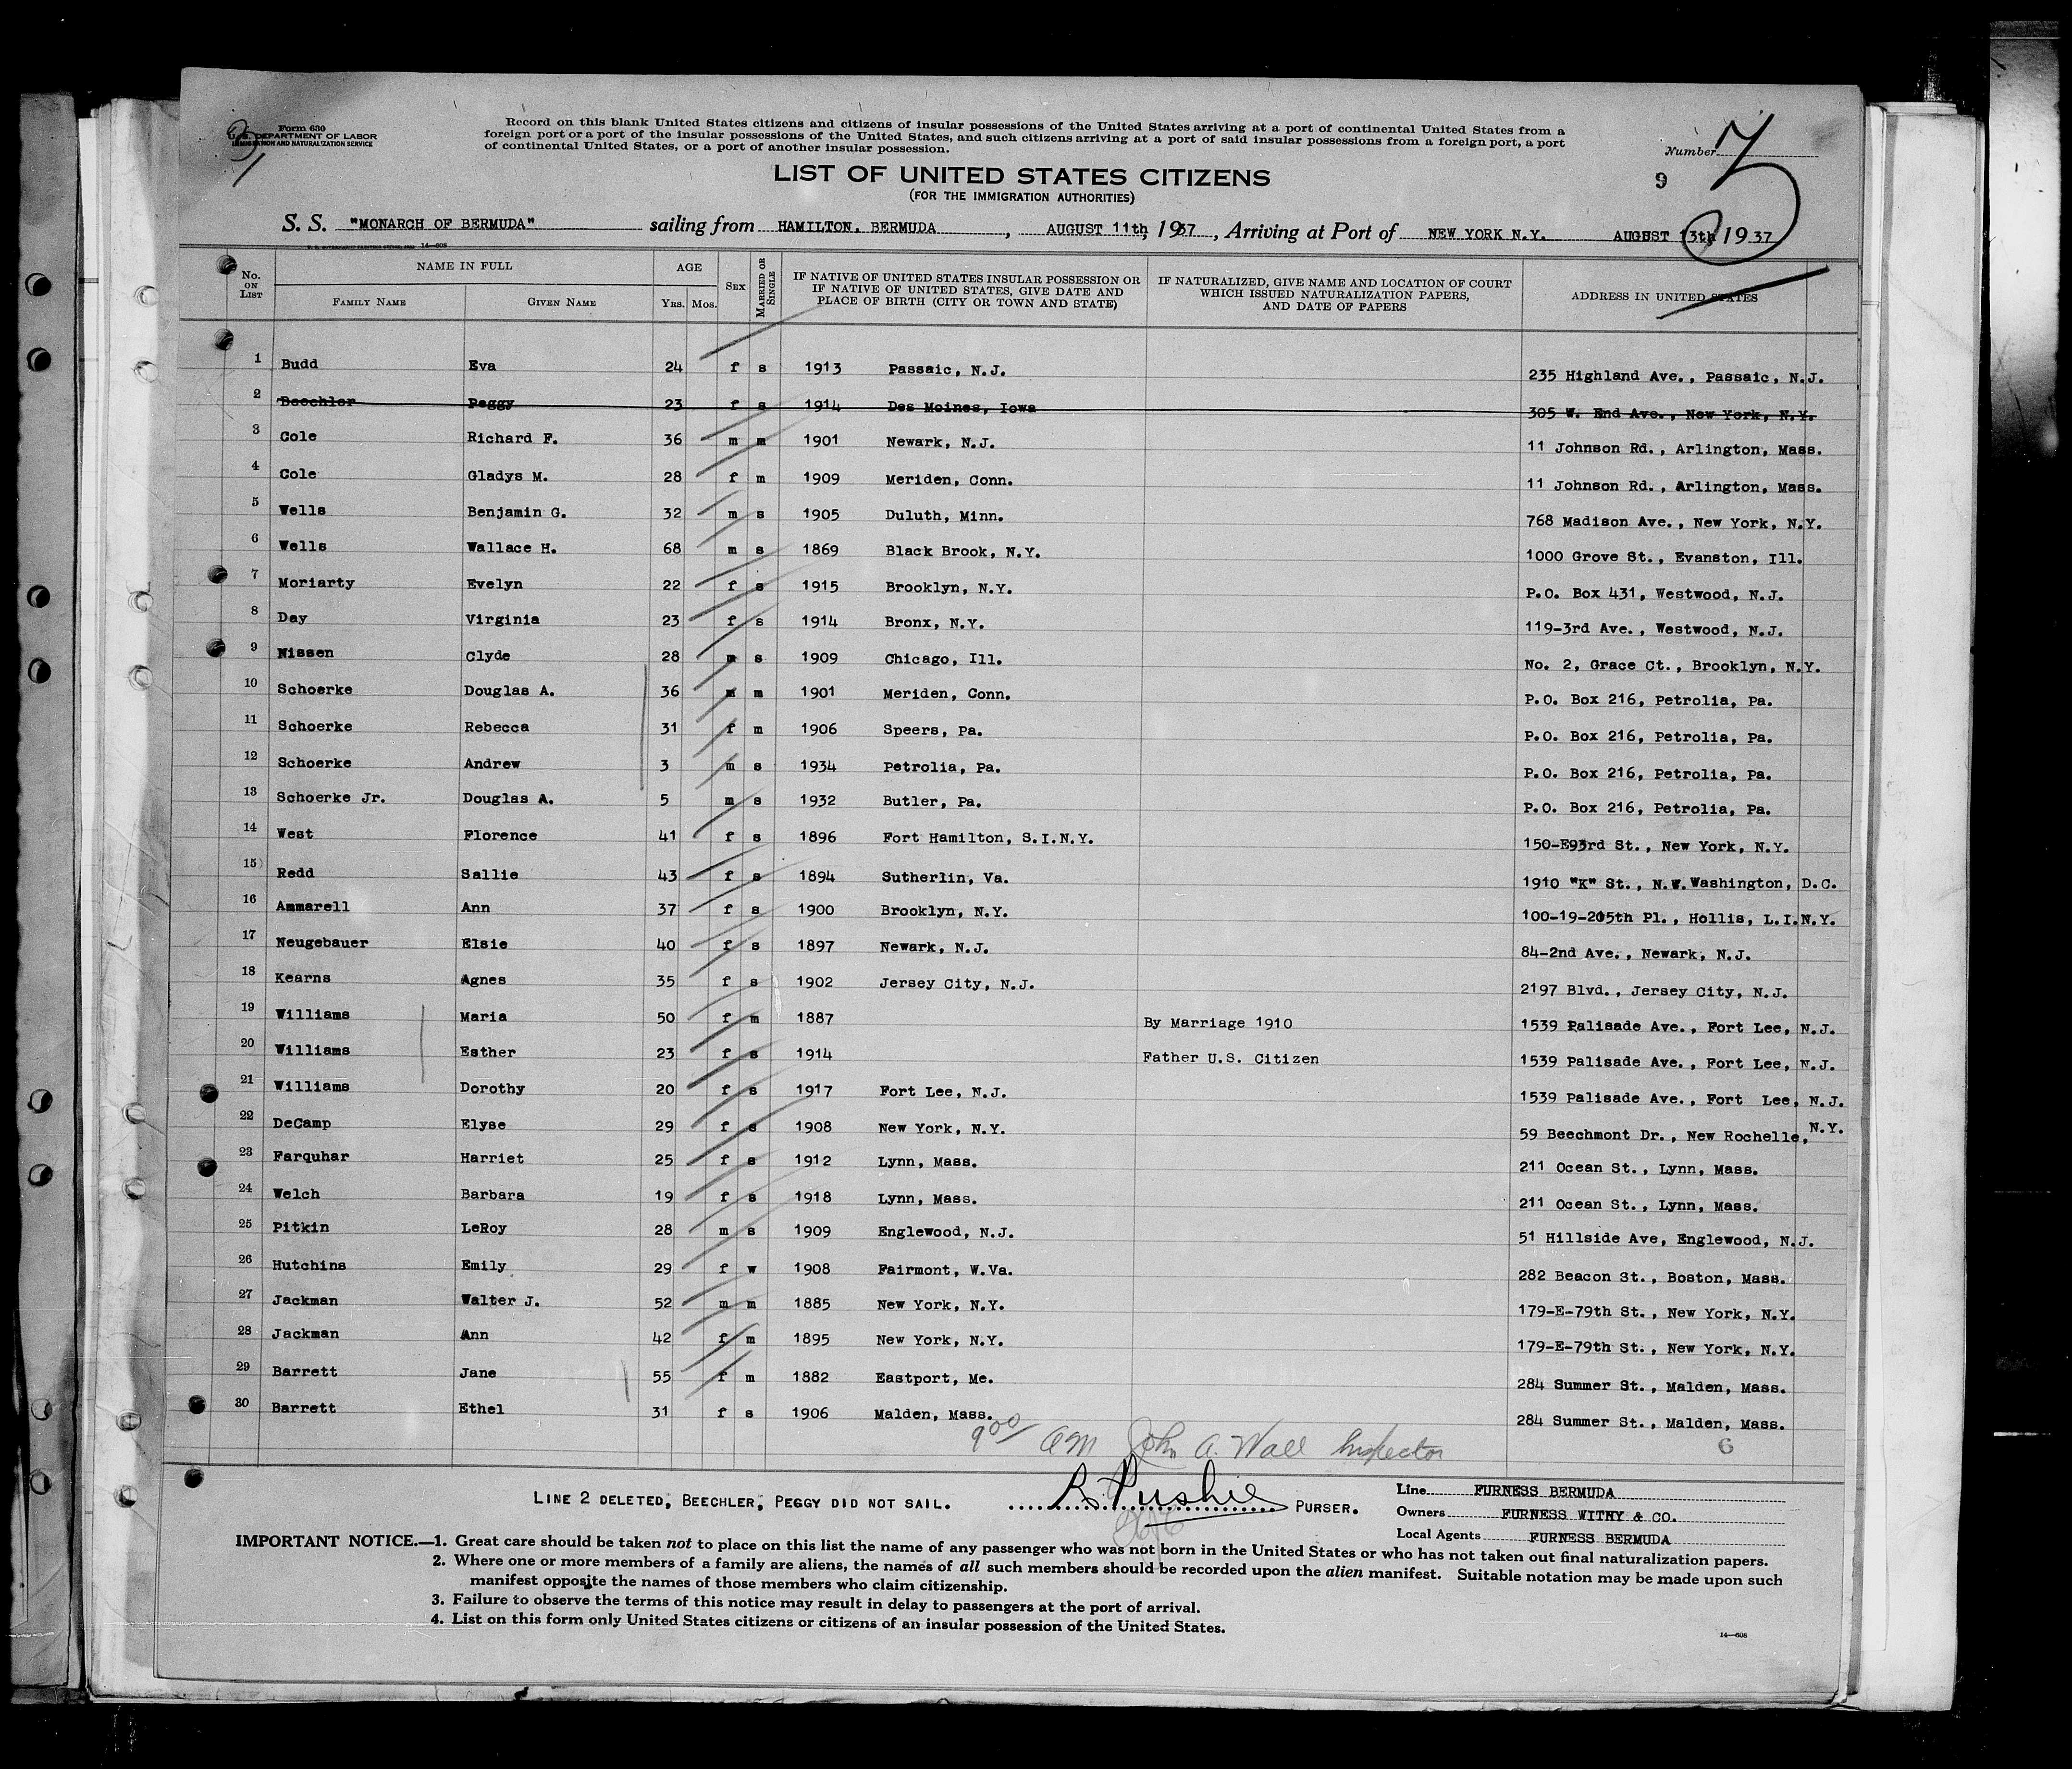 Form 630
U. S. DEPARTMENT OF LABOR
IMMIGRATION AND NATURALIZATION SERVICE
Record on this blank United States citizens and citizens of insular possessions of the United States arriving at a port of continental United States from a
foreign port or a port of the insular possessions of the United States, and such citizens arriving at a port of said insular possessions from a foreign port, a port
of continental United States, or a port of another insular possession.
Number
9
LIST OF UNITED STATES CITIZENS
(FOR THE IMMIGRATION AUTHORITIES)
S. S. "MONARCH OF BERMUDA" sailing from HAMILTON. BERMUDA, AUGUST 11th, 1937, Arriving at Port of NEW YORK N.Y. AUGUST 13th 1937
14—608
No. ON LIST NAME IN FULL AGE SEX MARRIED OR SINGLE IF NATIVE OF UNITED STATES INSULAR POSSESSION OR IF NATIVE OF UNITED STATES, GIVE DATE AND PLACE OF BIRTH (CITY OR TOWN AND STATE) IF NATURALIZED, GIVE NAME AND LOCATION OF COURT WHICH ISSUED NATURALIZATION PAPERS, AND DATE OF PAPERS ADDRESS IN UNITED STATES
FAMILY NAME GIVEN NAME Yrs. Mos.
1 Budd Eva 24 f s 1913 Passaic, N.J. 235 Highland Ave., Passaic, N.J.
2 Beechler Peggy 23 f s 1914 Des Moines, Iowa 305 W. End Ave., New York, N.Y.
3 Cole Richard F. 36 m m 1901 Newark, N.J. 11 Johnson Rd., Arlington, Mass.
4 Cole Gladys M. 28 f m 1909 Meriden, Conn. 11 Johnson Rd., Arlington, Mass.
5 Wells Benjamin G. 32 m s 1905 Duluth, Minn. 768 Madison Ave., New York, N.Y.
6 Wells Wallace H. 68 m s 1869 Black Brook, N.Y. 1000 Grove St., Evanston, Ill.
7 Moriarty Evelyn 22 f s 1915 Brooklyn, N.Y. P.O. Box 431, Westwood, N.J.
8 Day Virginia 23 f s 1914 Bronx, N.Y. 119-3rd Ave., Westwood, N.J.
9 Nissen Clyde 28 m s 1909 Chicago, Ill. No. 2, Grace Ct., Brooklyn, N.Y.
10 Schoerke Douglas A. 36 m m 1901 Meriden, Conn. P.O. Box 216, Petrolia, Pa.
11 Schoerke Rebecca 31 f m 1906 Speers, Pa. P.O. Box 216, Petrolia, Pa.
12 Schoerke Andrew 3 m s 1934 Petrolia, Pa. P.O. Box 216, Petrolia, Pa.
13 Schoerke Jr. Douglas A. 5 m s 1932 Butler, Pa. P.O. Box 216, Petrolia, Pa.
14 West Florence 41 f s 1896 Fort Hamilton, S.I.N.Y. 150-E93rd St., New York, N.Y.
15 Redd Sallie 43 f s 1894 Sutherlin, Va. 1910 "K" St., N.W. Washington, D.C.
16 Ammarell Ann 37 f s 1900 Brooklyn, N.Y. 100-19-205th Pl., Hollis, L.I.N.Y.
17 Neugebauer Elsie 40 f s 1897 Newark, N.J. 84-2nd Ave., Newark, N.J.
18 Kearns Agnes 35 f s 1902 Jersey City, N.J. 2197 Blvd., Jersey City, N.J.
19 Williams Maria 50 f m 1887 By Marriage 1910 1539 Palisade Ave., Fort Lee, N.J.
20 Williams Esther 23 f s 1914 Father U.S. Citizen 1539 Palisade Ave., Fort Lee, N.J.
21 Williams Dorothy 20 f s 1917 Fort Lee, N.J. 1539 Palisade Ave., Fort Lee, N.J.
22 DeCamp Elyse 29 f s 1908 New York, N.Y. 59 Beechmont Dr., New Rochelle, N.Y.
23 Farquhar Harriet 25 f s 1912 Lynn, Mass. 211 Ocean St., Lynn, Mass.
24 Welch Barbara 19 f s 1918 Lynn, Mass. 211 Ocean St., Lynn, Mass.
25 Pitkin LeRoy 28 m s 1909 Englewood, N.J. 51 Hillside Ave, Englewood, N.J.
26 Hutchins Emily 29 f w 1908 Fairmont, W.Va. 282 Beacon St., Boston, Mass.
27 Jackman Walter J. 52 m m 1885 New York, N.Y. 179-E-79th St., New York, N.Y.
28 Jackman Ann 42 f m 1895 New York, N.Y. 179-E-79th St., New York, N.Y.
29 Barrett Jane 55 f m 1882 Eastport, Me. 284 Summer St., Malden, Mass.
30 Barrett Ethel 31 f s 1906 Malden, Mass. 284 Summer St., Malden, Mass.
9 00 AM John A. Wall Inspector
6
LINE 2 DELETED, BEECHLER, PEGGY DID NOT SAIL. R. Pushie PURSER.
Line FURNESS BERMUDA
Owners FURNESS WITHY & CO.
Local Agents FURNESS BERMUDA
IMPORTANT NOTICE.—1. Great care should be taken not to place on this list the name of any passenger who was not born in the United States or who has not taken out final naturalization papers.
2. Where one or more members of a family are aliens, the names of all such members should be recorded upon the alien manifest. Suitable notation may be made upon such
manifest opposite the names of those members who claim citizenship.
3. Failure to observe the terms of this notice may result in delay to passengers at the port of arrival.
4. List on this form only United States citizens or citizens of an insular possession of the United States.
14—608